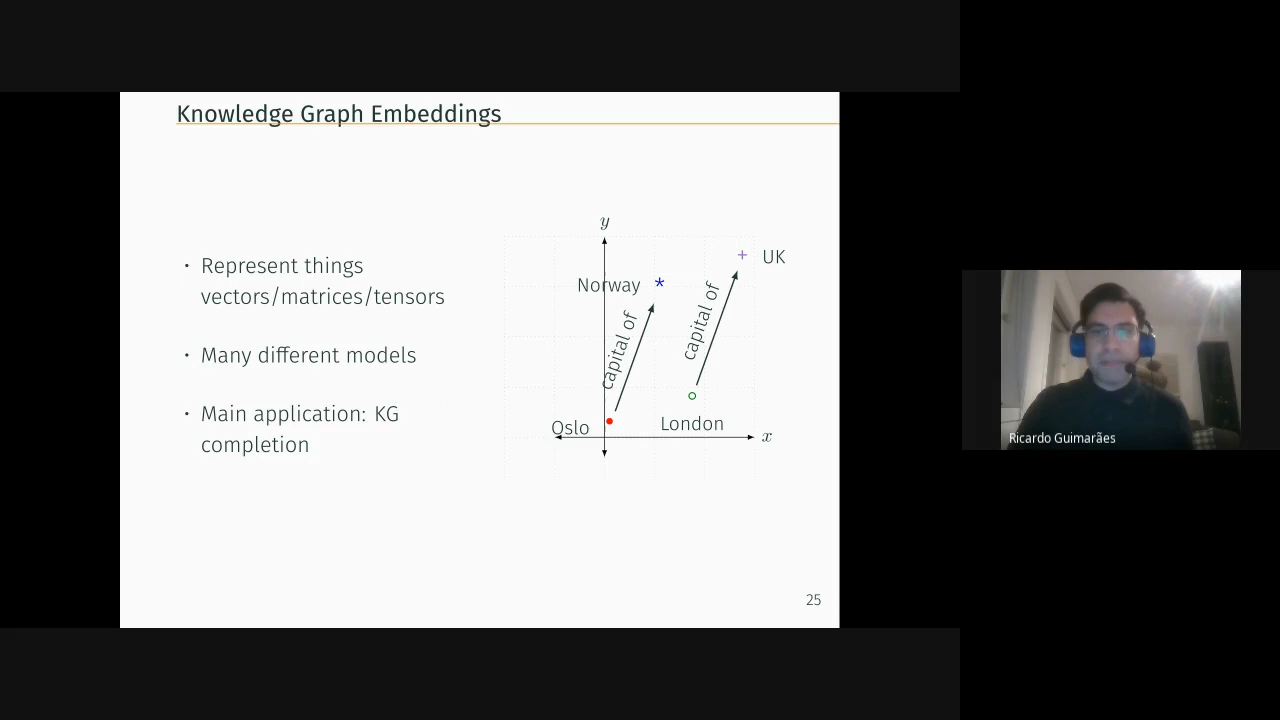 Knowledge Graph Embeddings
• Represent things
vectors/matrices/tensors
• Many different models
• Main application: KG
completion
y
UK
Norway *
capital of
capital of
Oslo
London
x
25
Ricardo Guimarães